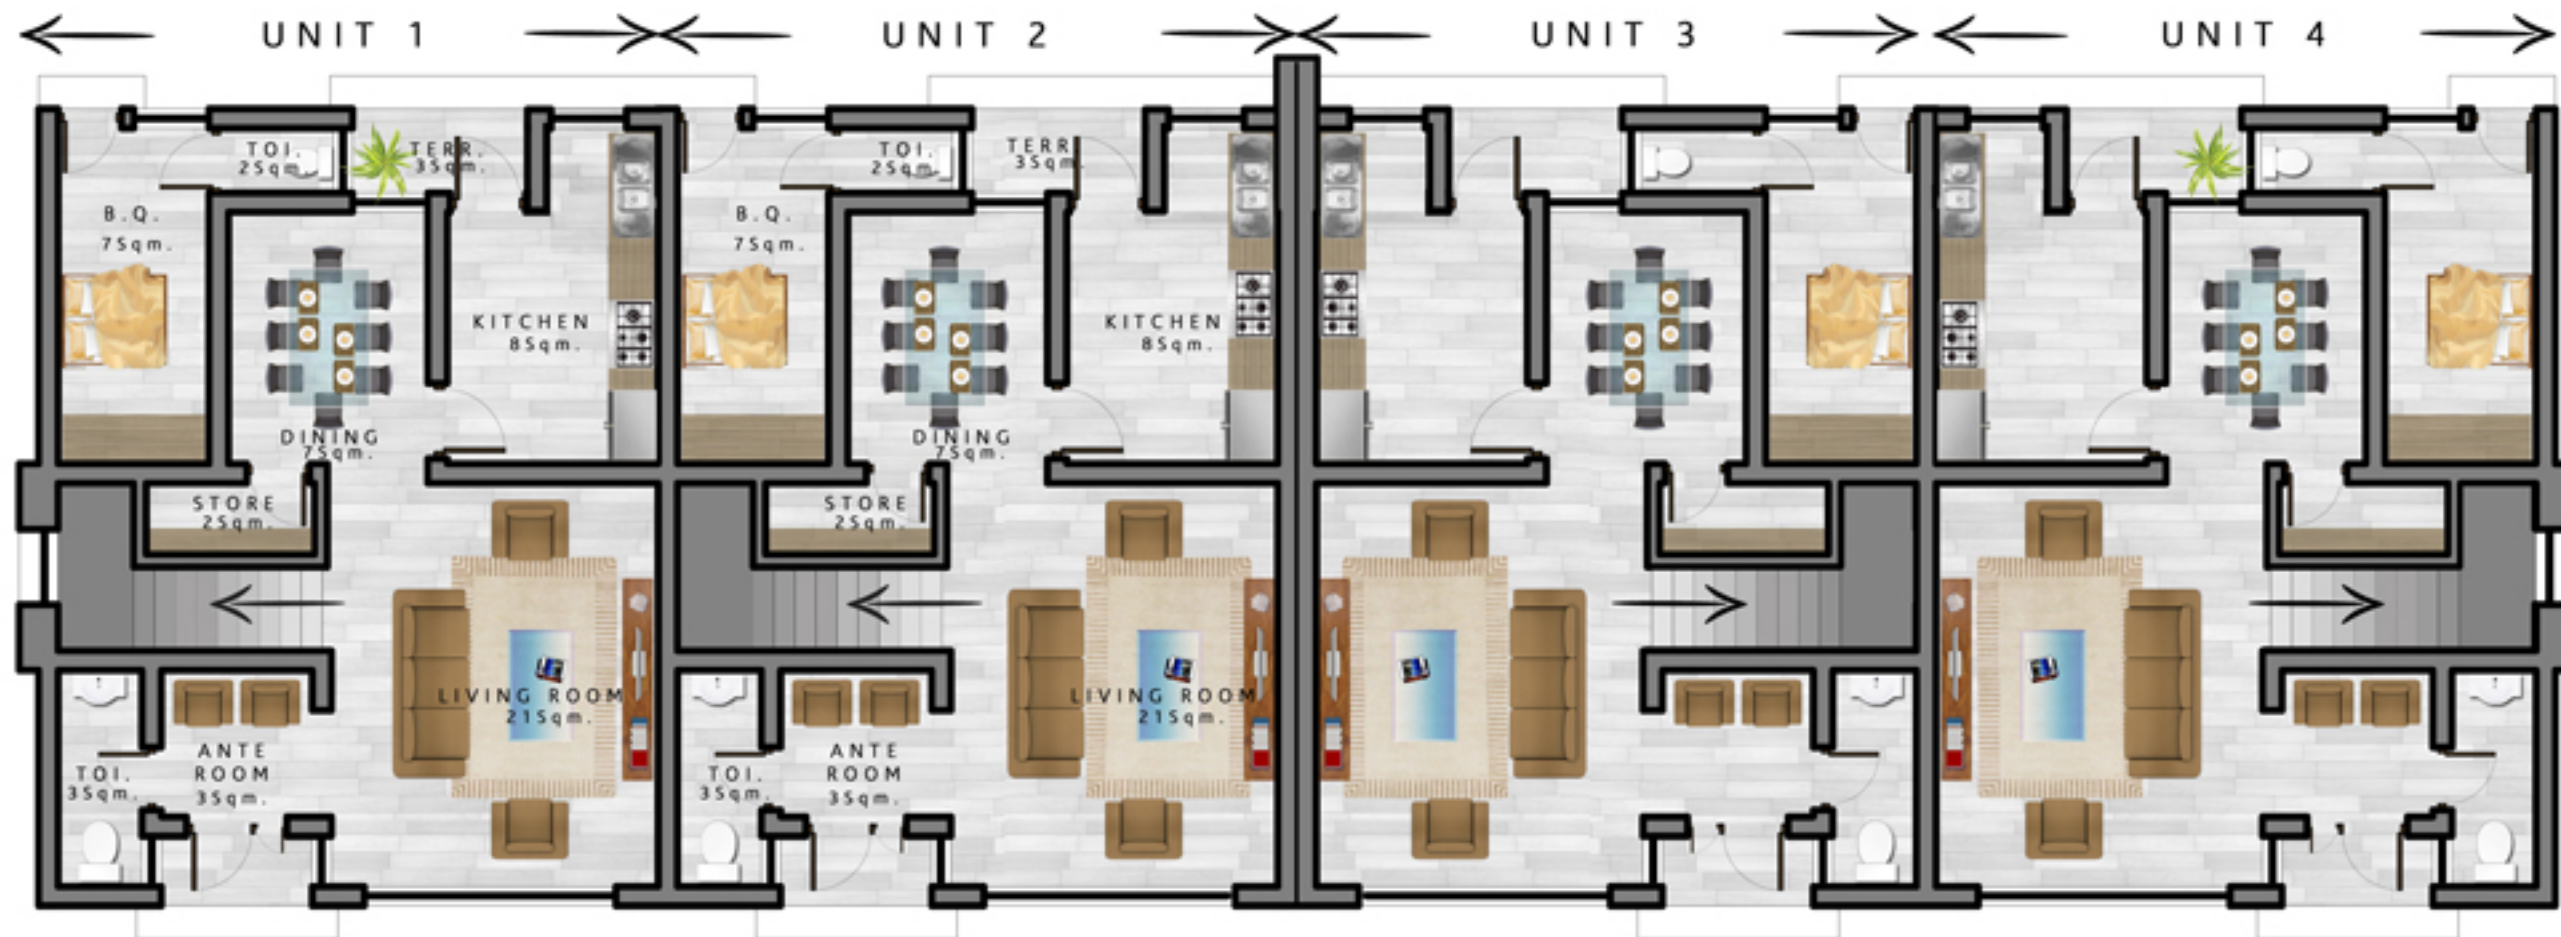 UNIT 1
UNIT 2
UNIT 3
UNIT 4
TOI.
2Sqm.
TERR.
3Sqm.
B.Q.
7Sqm.
KITCHEN
8Sqm.
DINING
7Sqm.
STORE
2Sqm.
LIVING ROOM
21Sqm.
ANTE
ROOM
3Sqm.
TOI.
3Sqm.
TOI.
2Sqm.
TERR.
3Sqm.
B.Q.
7Sqm.
KITCHEN
8Sqm.
DINING
7Sqm.
STORE
2Sqm.
LIVING ROOM
21Sqm.
ANTE
ROOM
3Sqm.
TOI.
3Sqm.